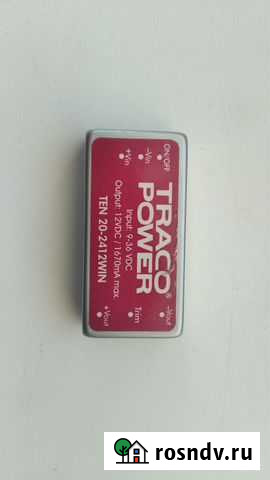 ON/OFF
-Vin
+Vin
TRACO®
POWER
Input: 9-36 VDC
Output: 12VDC / 1670mA max.
TEN 20-2412WIN
-Vout
Trim
+Vout
rosndv.ru